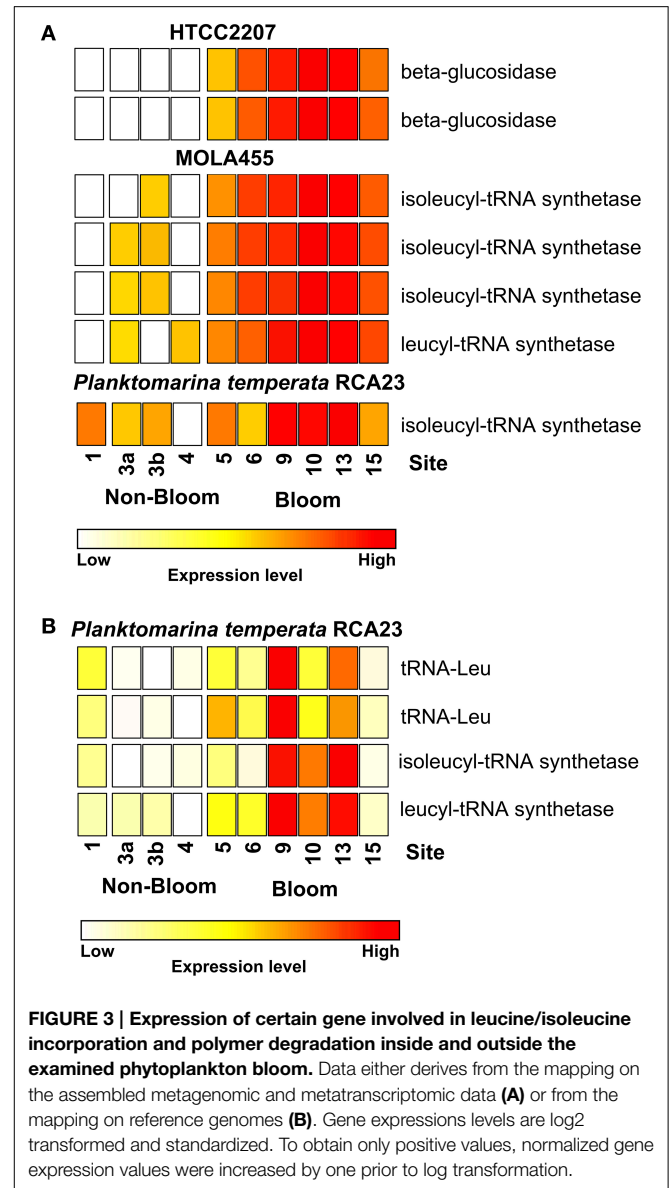 A
HTCC2207
beta-glucosidase
beta-glucosidase
MOLA455
isoleucyl-tRNA synthetase
isoleucyl-tRNA synthetase
isoleucyl-tRNA synthetase
leucyl-tRNA synthetase
Planktomarina temperata RCA23
isoleucyl-tRNA synthetase
1 3a 3b 4 5 6 9 10 13 15 Site
Non-Bloom Bloom
Low High
Expression level
B Planktomarina temperata RCA23
tRNA-Leu
tRNA-Leu
isoleucyl-tRNA synthetase
leucyl-tRNA synthetase
1 3a 3b 4 5 6 9 10 13 15 Site
Non-Bloom Bloom
Low High
Expression level
FIGURE 3 | Expression of certain gene involved in leucine/isoleucine
incorporation and polymer degradation inside and outside the
examined phytoplankton bloom. Data either derives from the mapping on
the assembled metagenomic and metatranscriptomic data (A) or from the
mapping on reference genomes (B). Gene expressions levels are log2
transformed and standardized. To obtain only positive values, normalized gene
expression values were increased by one prior to log transformation.